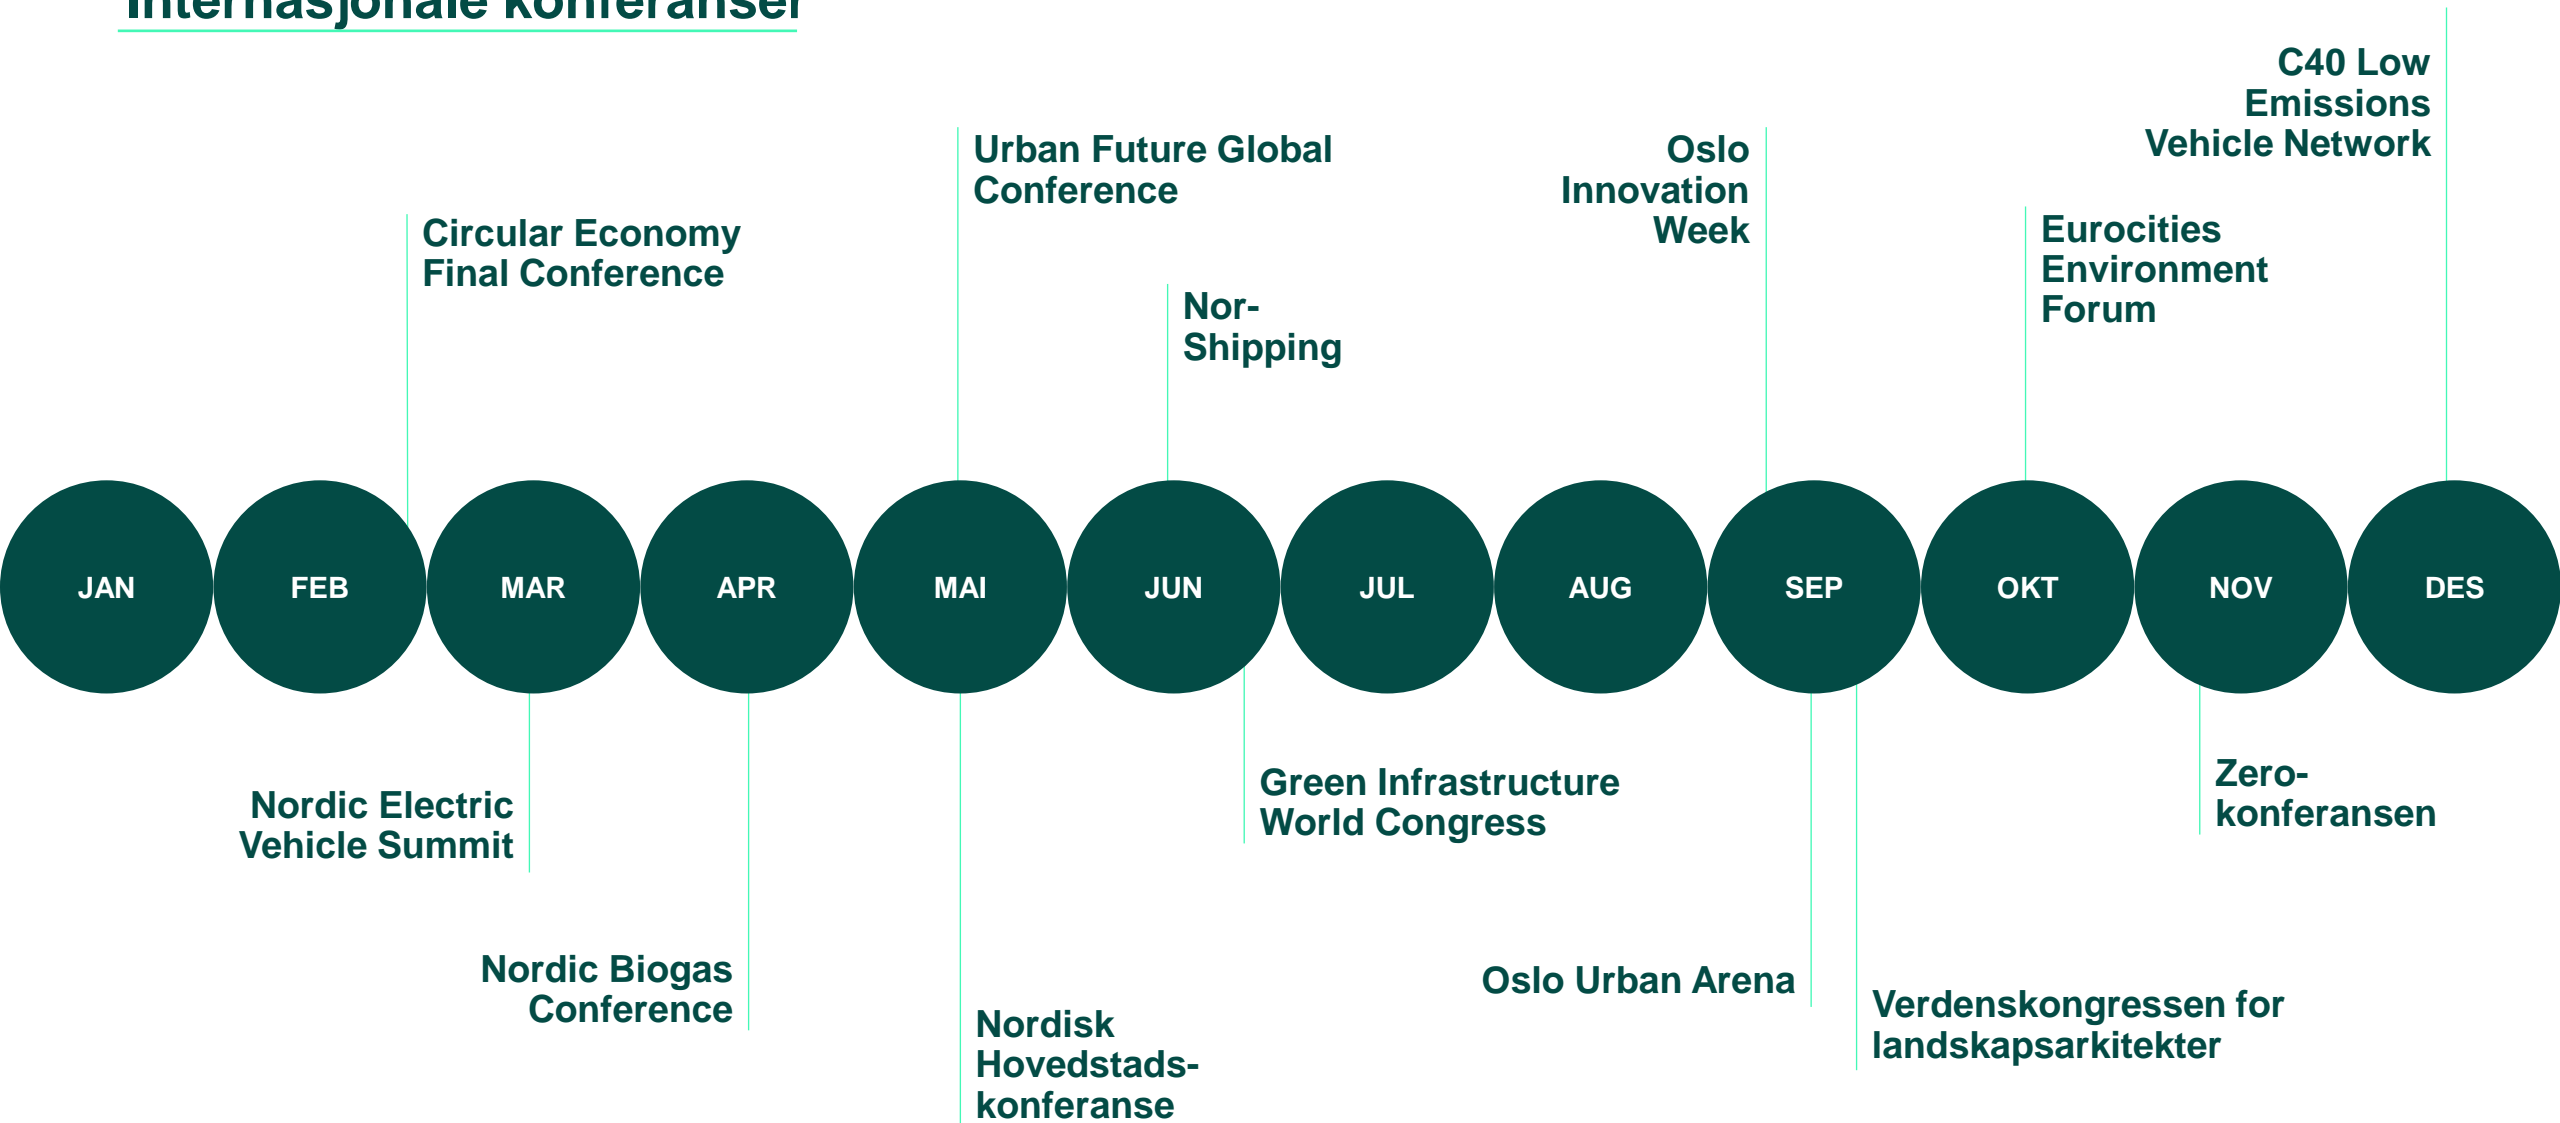 Internasjonale konferanser
C40 Low
Emissions
Vehicle Network
Urban Future Global
Conference
Oslo
Innovation
Week
Circular Economy
Final Conference
Eurocities
Environment
Forum
Nor-
Shipping
JAN
FEB
MAR
APR
MAI
JUN
JUL
AUG
SEP
OKT
NOV
DES
Nordic Electric
Vehicle Summit
Green Infrastructure
World Congress
Zero-
konferansen
Nordic Biogas
Conference
Oslo Urban Arena
Verdenskongressen for
landskapsarkitekter
Nordisk
Hovedstads-
konferanse